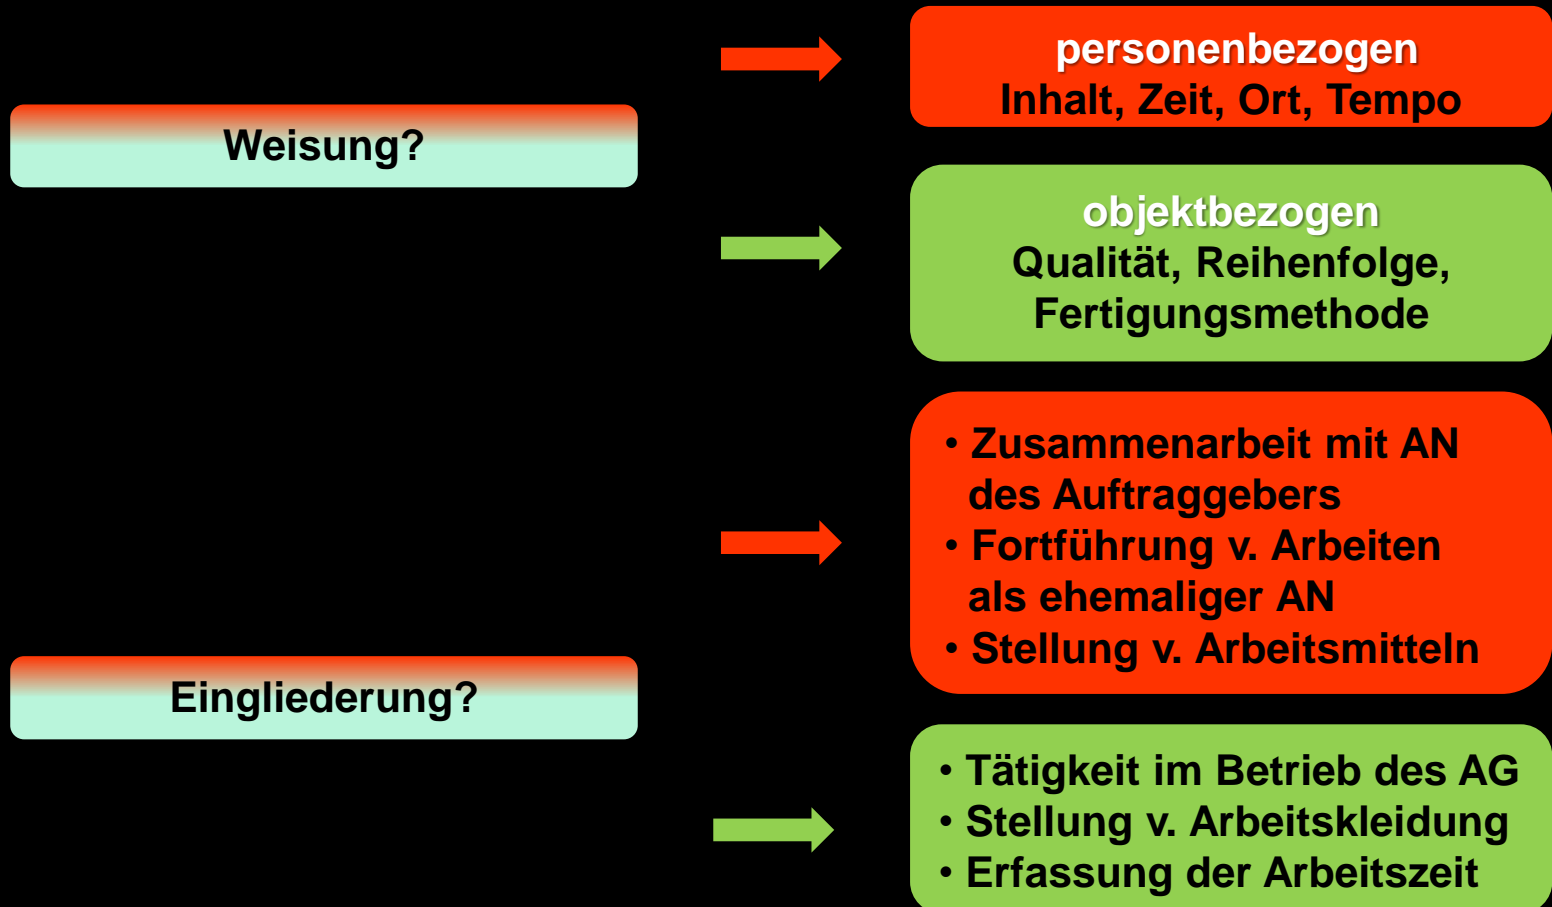 Weisung?
personenbezogen
Inhalt, Zeit, Ort, Tempo
objektbezogen
Qualität, Reihenfolge,
Fertigungsmethode
Eingliederung?
• Zusammenarbeit mit AN
des Auftraggebers
• Fortführung v. Arbeiten
als ehemaliger AN
• Stellung v. Arbeitsmitteln
• Tätigkeit im Betrieb des AG
• Stellung v. Arbeitskleidung
• Erfassung der Arbeitszeit